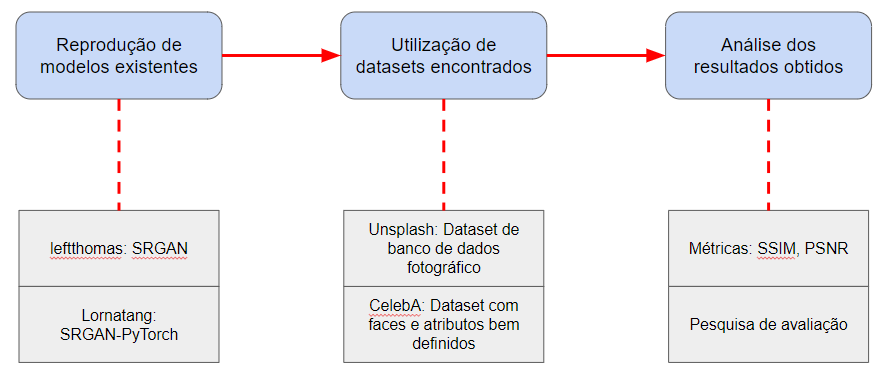 Reprodução de
modelos existentes
Utilização de
datasets encontrados
Análise dos
resultados obtidos
leftthomas: SRGAN
Lornatang:
SRGAN-PyTorch
Unsplash: Dataset de
banco de dados
fotográfico
CelebA: Dataset com
faces e atributos bem
definidos
Métricas: SSIM, PSNR
Pesquisa de avaliação